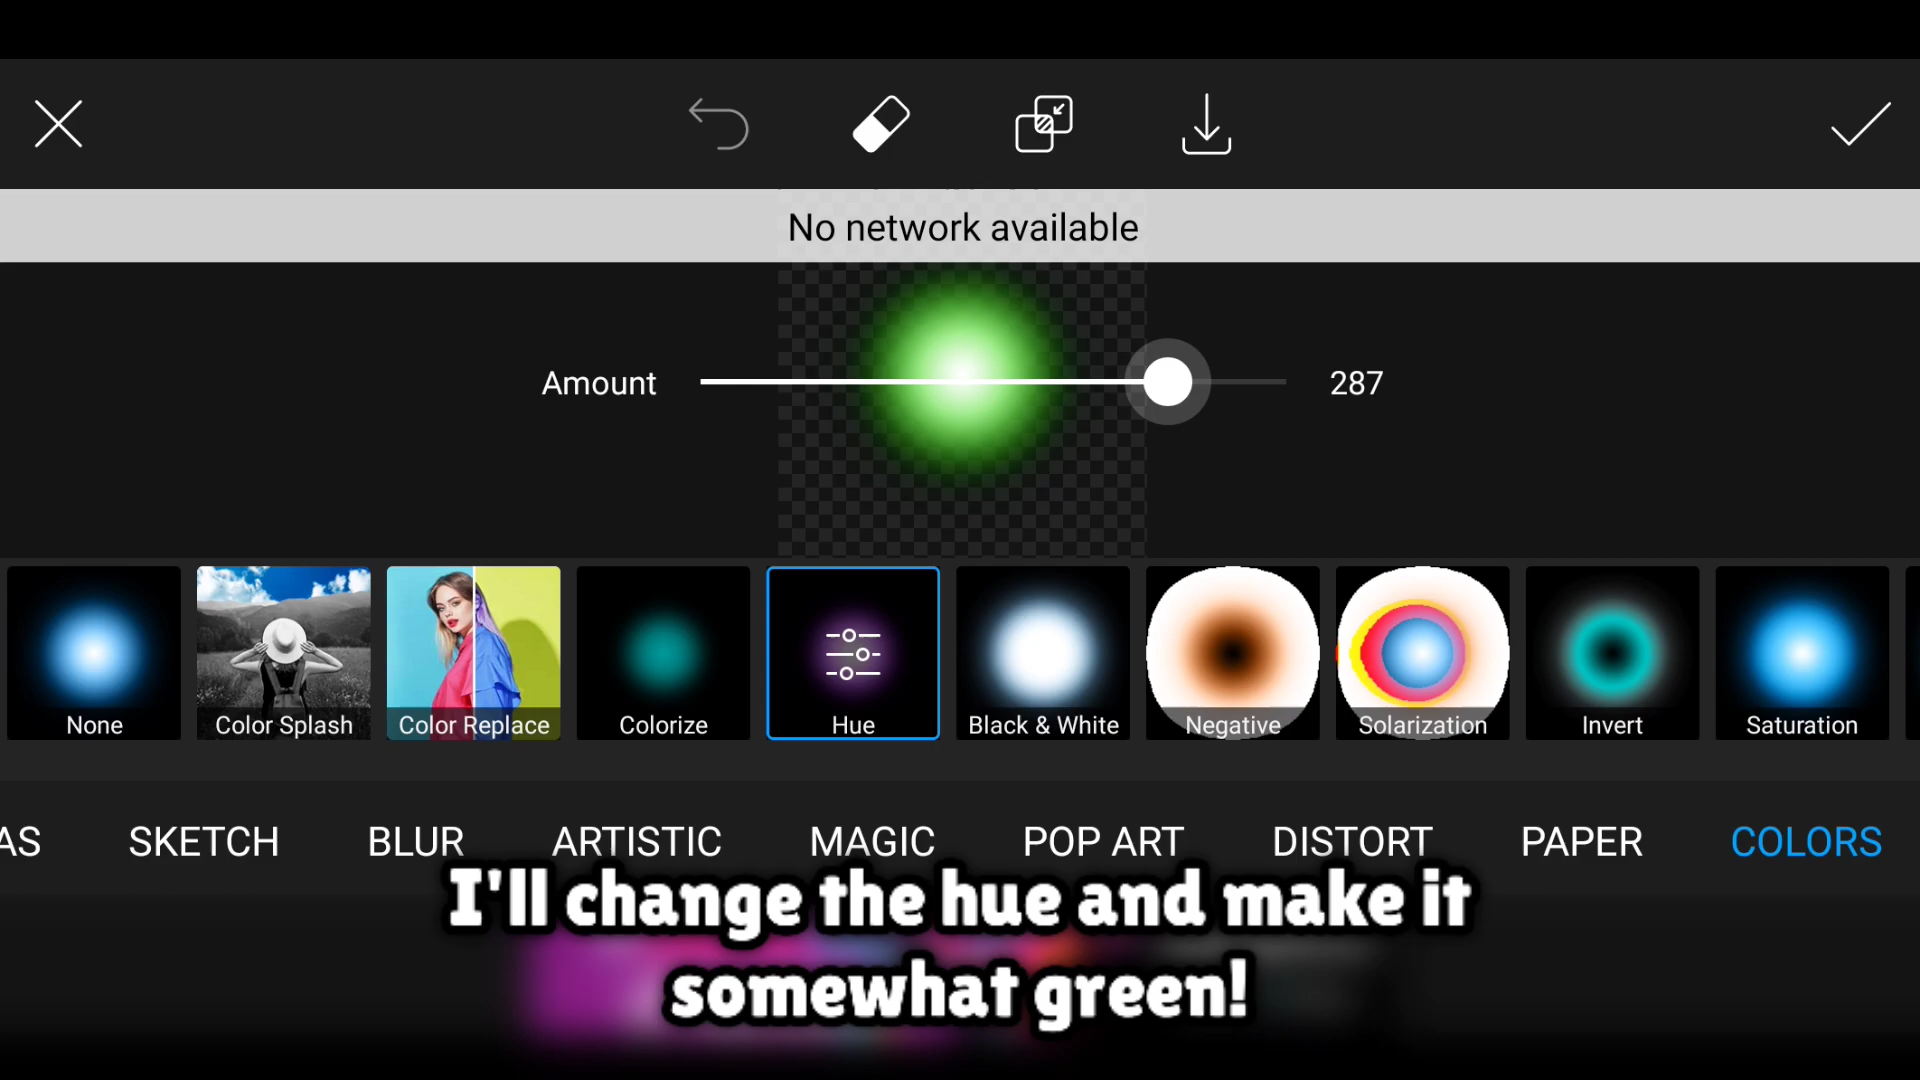 No network available
Amount 287
None Color Splash Color Replace Colorize Hue Black & White Negative Solarization Invert Saturation
AS SKETCH BLUR ARTISTIC MAGIC POP ART DISTORT PAPER COLORS
I'll change the hue and make it
somewhat green!